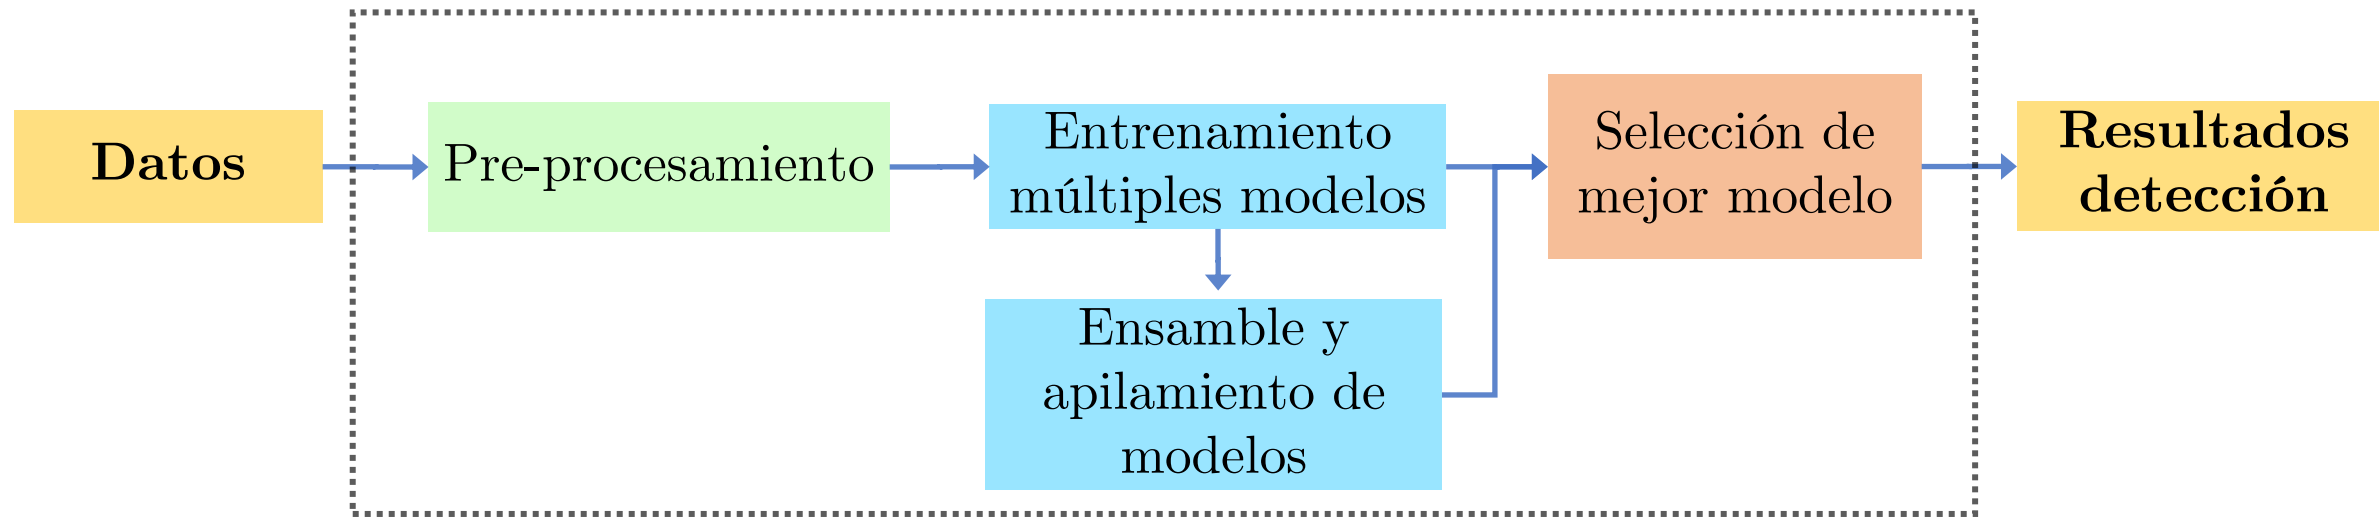 Datos
Pre-procesamiento
Entrenamiento
múltiples modelos
Ensamble y
apilamiento de
modelos
Selección de
mejor modelo
Resultados
detección